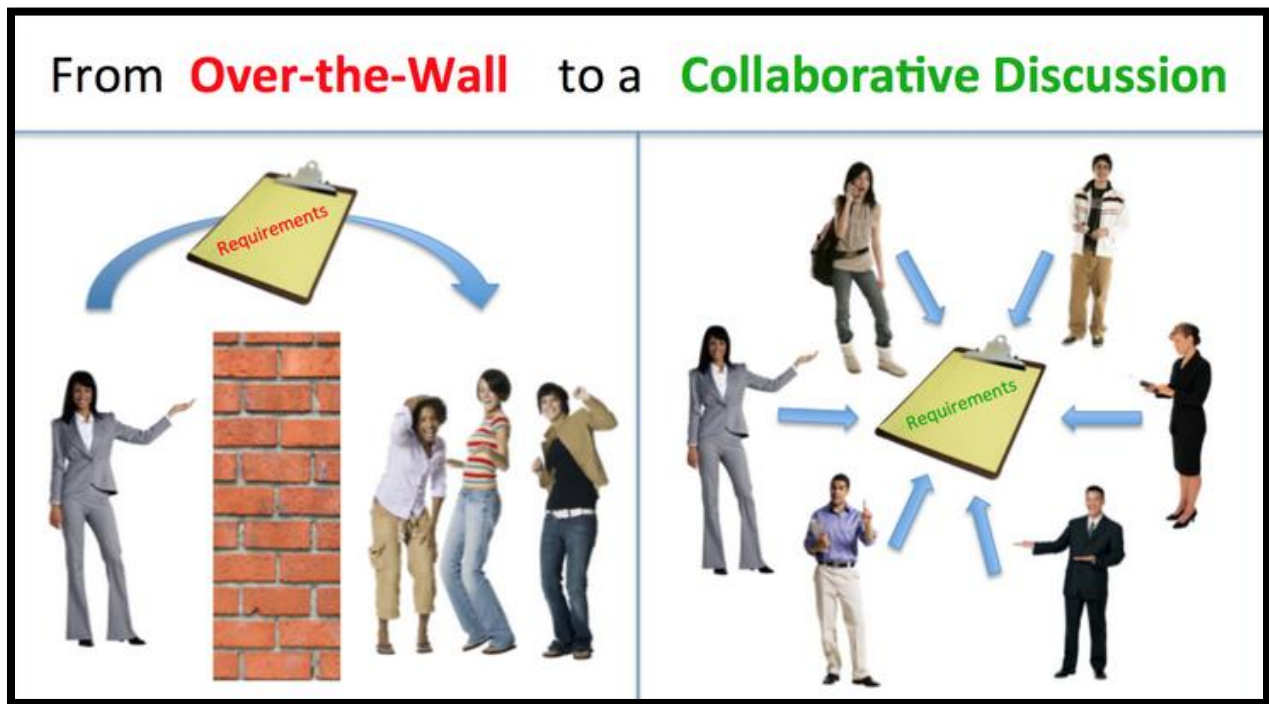 From Over-the-Wall to a Collaborative Discussion
Requirements
Requirements